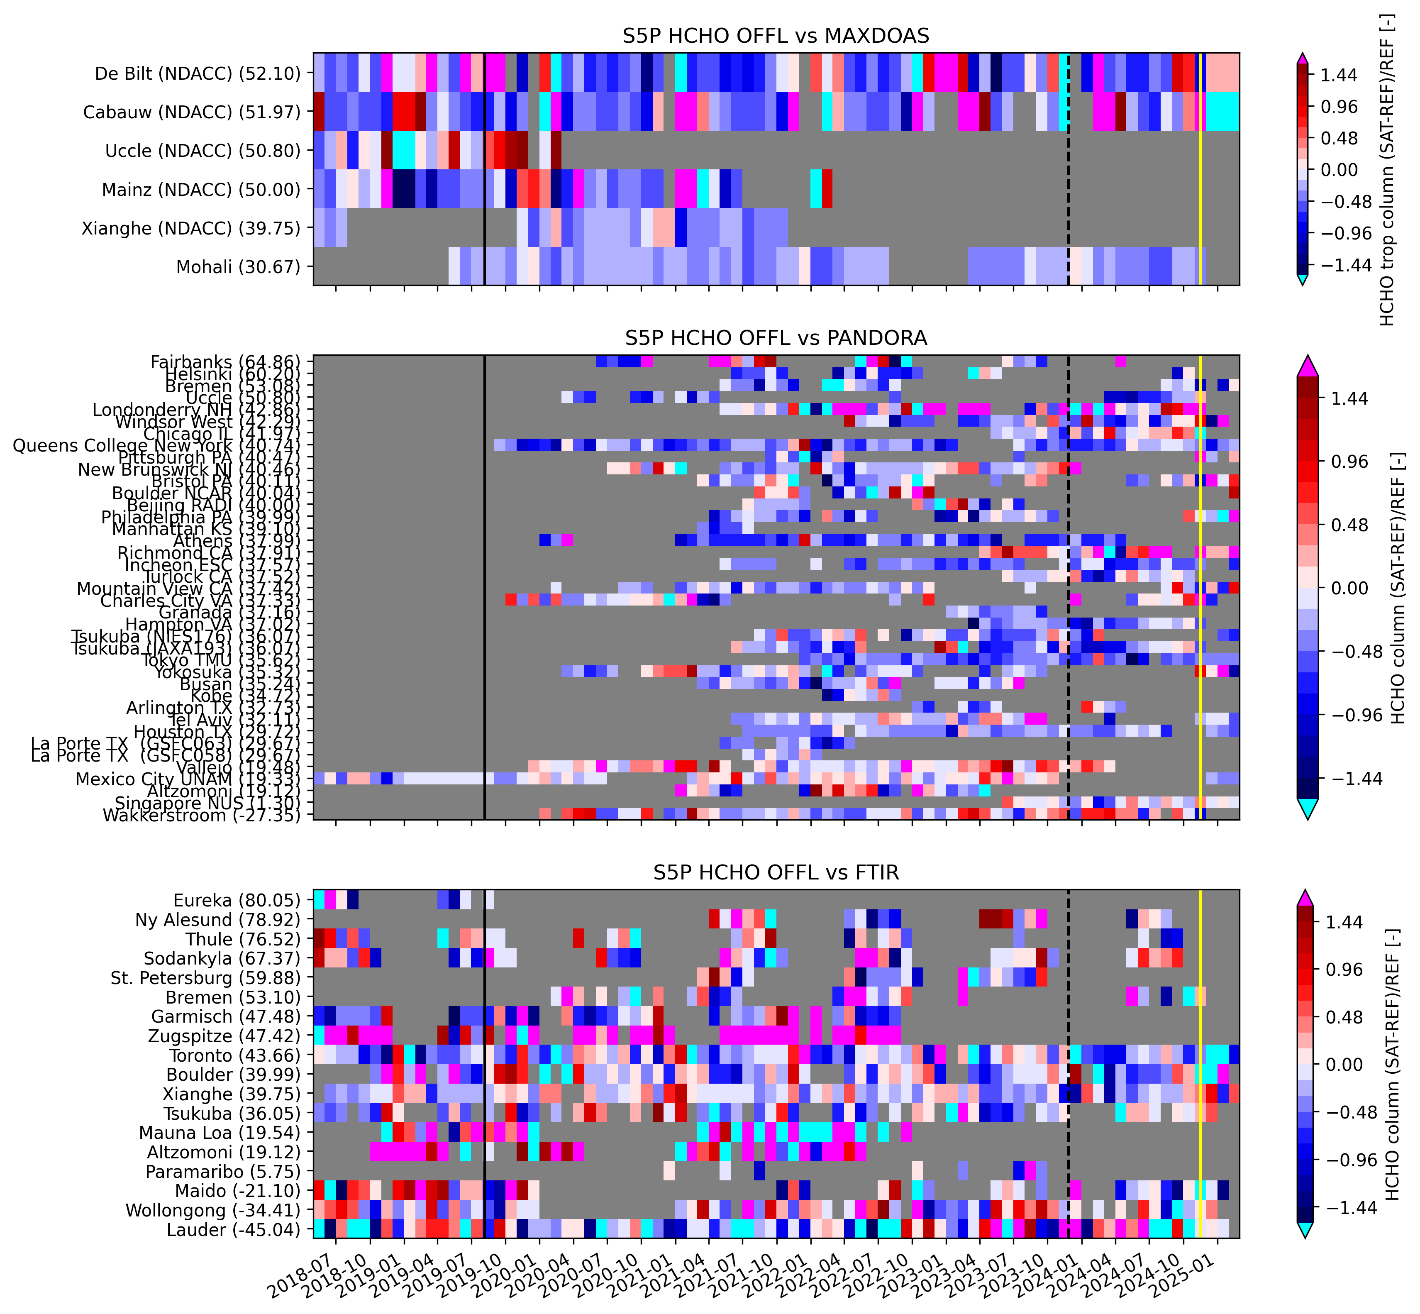 S5P HCHO OFFL vs MAXDOAS
De Bilt (NDACC) (52.10)
Cabauw (NDACC) (51.97)
Uccle (NDACC) (50.80)
Mainz (NDACC) (50.00)
Xianghe (NDACC) (39.75)
Mohali (30.67)
1.44
0.96
0.48
0.00
−0.48
−0.96
−1.44
HCHO trop column (SAT-REF)/REF [-]
S5P HCHO OFFL vs PANDORA
Fairbanks (64.86)
Helsinki (60.20)
Bremen (53.08)
Uccle (50.80)
Londonderry NH (42.86)
Windsor West (42.29)
Chicago IL (41.97)
Queens College New York (40.74)
Pittsburgh PA (40.47)
New Brunswick NJ (40.46)
Bristol PA (40.11)
Boulder NCAR (40.04)
Beijing RADI (40.00)
Philadelphia PA (39.99)
Manhattan KS (39.10)
Athens (37.99)
Richmond CA (37.91)
Incheon ESC (37.57)
Turlock CA (37.52)
Mountain View CA (37.42)
Charles City VA (37.33)
Granada (37.16)
Hampton VA (37.02)
Tsukuba (NIES176) (36.07)
Tsukuba (JAXA193) (36.07)
Tokyo TMU (35.62)
Yokosuka (35.32)
Busan (35.24)
Kobe (34.72)
Arlington TX (32.73)
Tel Aviv (32.11)
Houston TX (29.72)
La Porte TX  (GSFC063) (29.67)
La Porte TX  (GSFC058) (29.67)
Vallejo (19.48)
Mexico City UNAM (19.33)
Altzomoni (19.12)
Singapore NUS (1.30)
Wakkerstroom (-27.35)
1.44
0.96
0.48
0.00
−0.48
−0.96
−1.44
HCHO column (SAT-REF)/REF [-]
S5P HCHO OFFL vs FTIR
Eureka (80.05)
Ny Alesund (78.92)
Thule (76.52)
Sodankyla (67.37)
St. Petersburg (59.88)
Bremen (53.10)
Garmisch (47.48)
Zugspitze (47.42)
Toronto (43.66)
Boulder (39.99)
Xianghe (39.75)
Tsukuba (36.05)
Mauna Loa (19.54)
Altzomoni (19.12)
Paramaribo (5.75)
Maido (-21.10)
Wollongong (-34.41)
Lauder (-45.04)
1.44
0.96
0.48
0.00
−0.48
−0.96
−1.44
HCHO column (SAT-REF)/REF [-]
2018-07
2018-10
2019-01
2019-04
2019-07
2019-10
2020-01
2020-04
2020-07
2020-10
2021-01
2021-04
2021-07
2021-10
2022-01
2022-04
2022-07
2022-10
2023-01
2023-04
2023-07
2023-10
2024-01
2024-04
2024-07
2024-10
2025-01